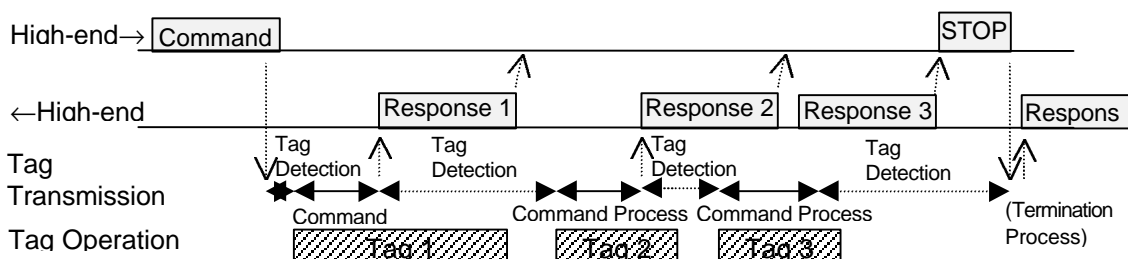 High-end→ Command STOP
←High-end Response 1 Response 2 Response 3 Respons
Tag Detection Tag Detection Tag Detection Tag Detection
Tag Transmission
Command Command Process Command Process (Termination Process)
Tag Operation Tag 1 Tag 2 Tag 3